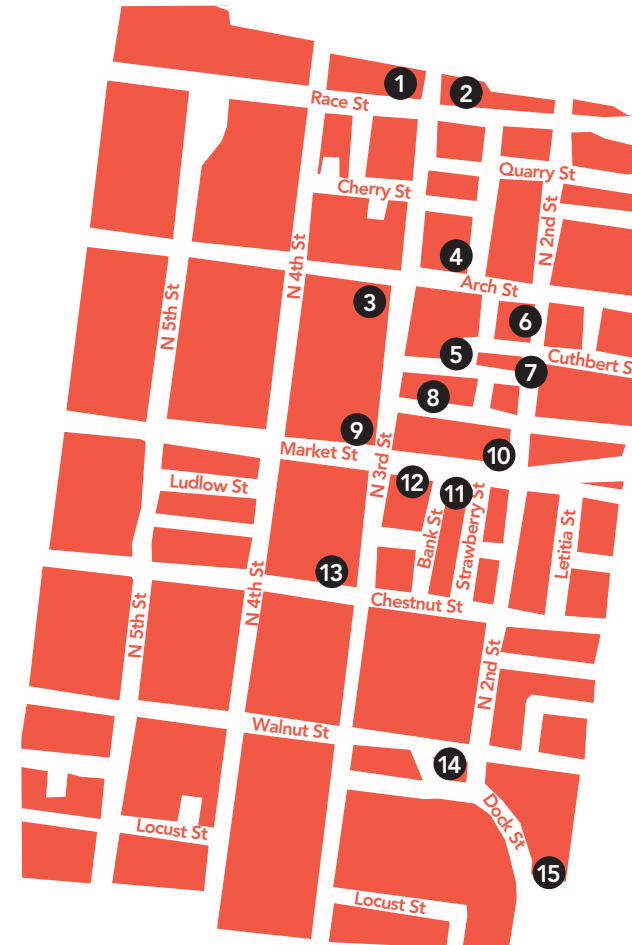 1
2
Race St
Quarry St
Cherry St
N 2nd St
4
N 4th St
Arch St
3
N 5th St
6
5
Cuthbert S
7
8
9
Market St
10
N 3rd St
12
11
Ludlow St
Bank St
Strawberry St
Letitia St
13
N 4th St
Chestnut St
N 5th St
N 2nd St
Walnut St
14
Dock St
Locust St
15
Locust St